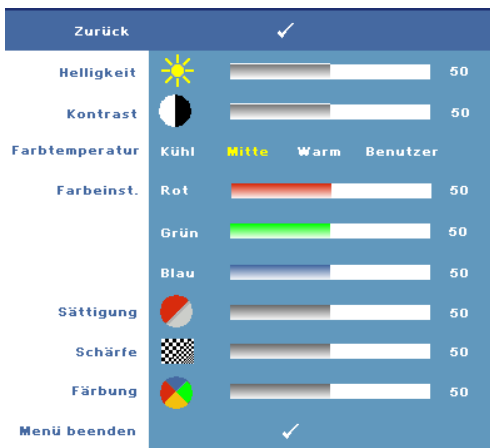 Zurück
Helligkeit 50
Kontrast 50
Farbtemperatur Kühl Mitte Warm Benutzer
Farbeinst. Rot 50
Grün 50
Blau 50
Sättigung 50
Schärfe 50
Färbung 50
Menü beenden